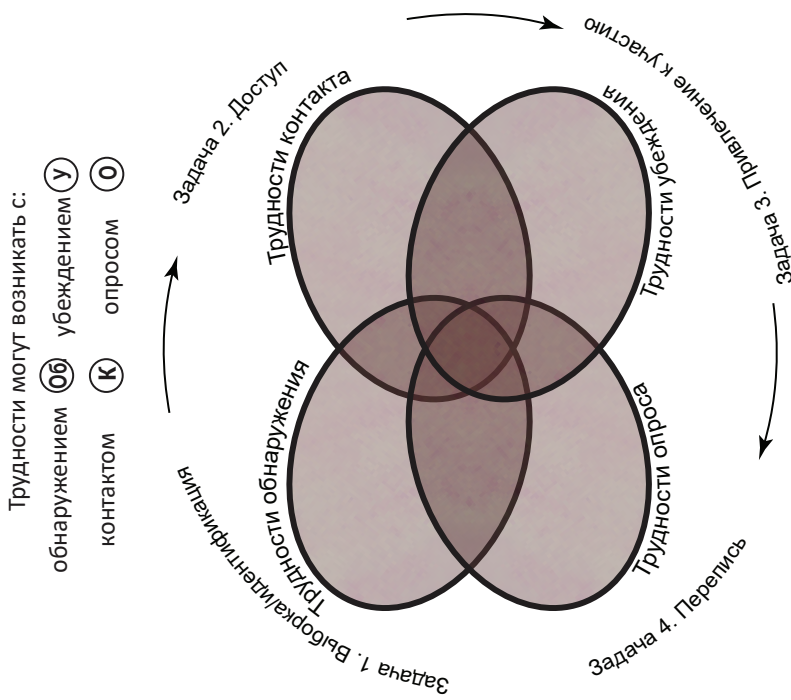 Трудности могут возникать с:
обнаружением Об убеждением У
контактом К опросом О
Задача 1. Выборка/идентификация
Задача 2. Доступ
Задача 3. Привлечение к участию
Задача 4. Перепись
Трудности обнаружения
Трудности контакта
Трудности убеждения
Трудности опроса